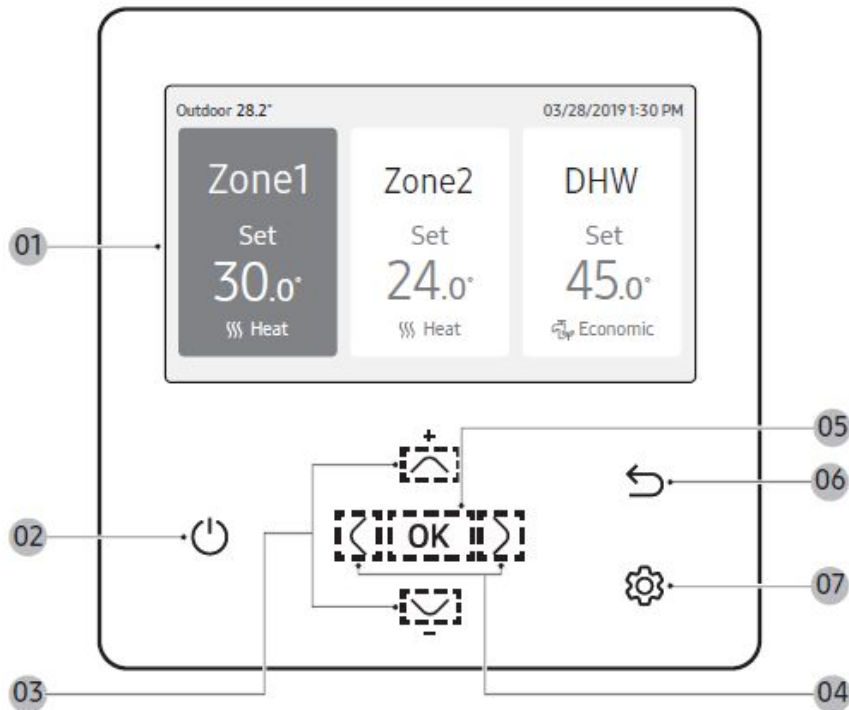 Outdoor 28.2°
03/28/2019 1:30 PM
Zone1
Set
30.0°
Heat
Zone2
Set
24.0°
Heat
DHW
Set
45.0°
Economic
01
02
03
+
OK
-
05
06
07
04